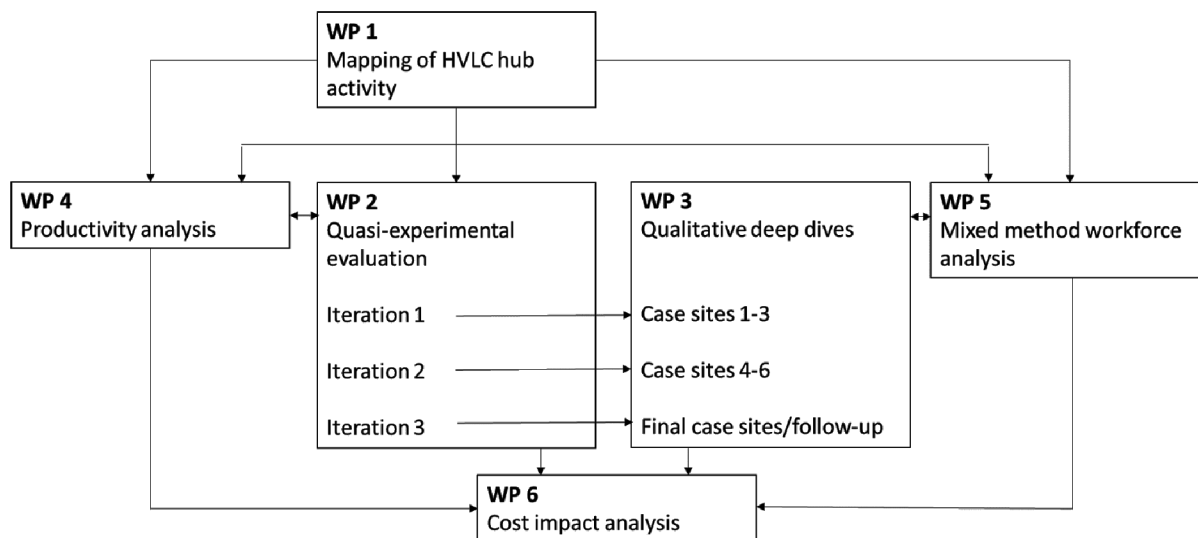 WP 1
Mapping of HVLC hub
activity
WP 4
Productivity analysis
WP 2
Quasi-experimental
evaluation
Iteration 1
Iteration 2
Iteration 3
WP 3
Qualitative deep dives
Case sites 1-3
Case sites 4-6
Final case sites/follow-up
WP 5
Mixed method workforce
analysis
WP 6
Cost impact analysis